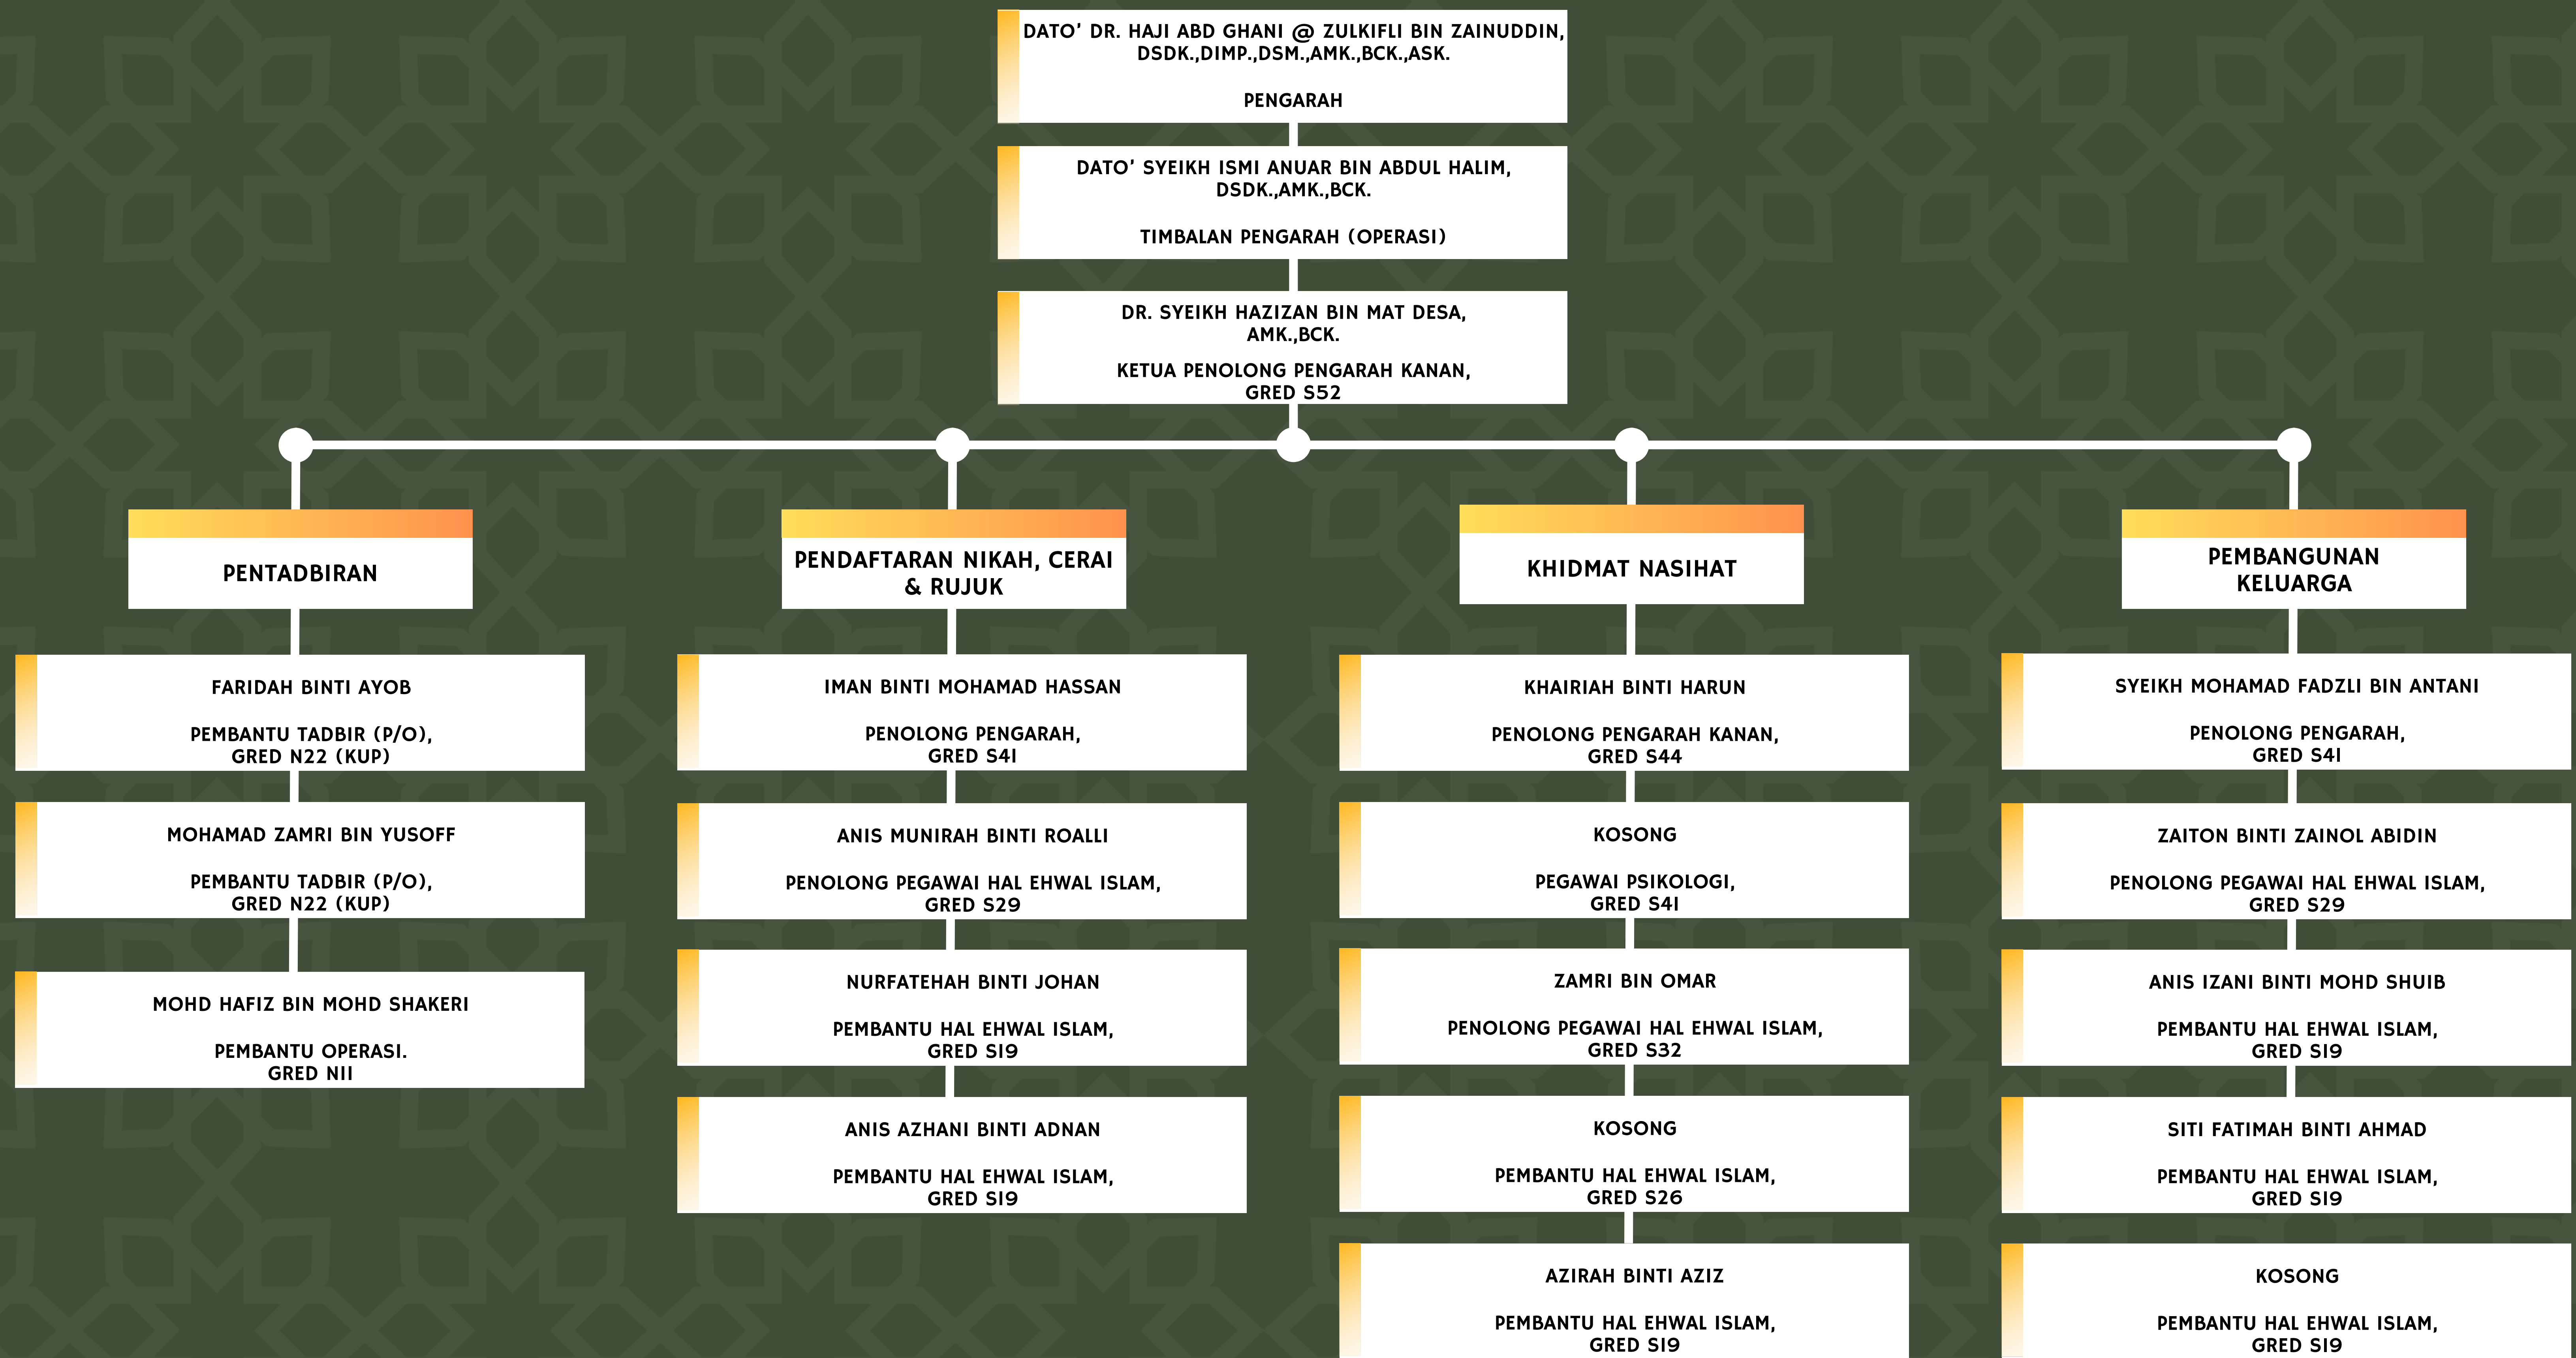 DATO' DR. HAJI ABD GHANI @ ZULKIFLI BIN ZAINUDDIN,
DSDK.,DIMP.,DSM.,AMK.,BCK.,ASK.
PENGARAH
DATO' SYEIKH ISMI ANUAR BIN ABDUL HALIM,
DSDK.,AMK.,BCK.
TIMBALAN PENGARAH (OPERASI)
DR. SYEIKH HAZIZAN BIN MAT DESA,
AMK.,BCK.
KETUA PENOLONG PENGARAH KANAN,
GRED S52
PENTADBIRAN
FARIDAH BINTI AYOB
PEMBANTU TADBIR (P/O),
GRED N22 (KUP)
MOHAMAD ZAMRI BIN YUSOFF
PEMBANTU TADBIR (P/O),
GRED N22 (KUP)
MOHD HAFIZ BIN MOHD SHAKERI
PEMBANTU OPERASI.
GRED N11
PENDAFTARAN NIKAH, CERAI
& RUJUK
IMAN BINTI MOHAMAD HASSAN
PENOLONG PENGARAH,
GRED S41
ANIS MUNIRAH BINTI ROALLI
PENOLONG PEGAWAI HAL EHWAL ISLAM,
GRED S29
NURFATEHAH BINTI JOHAN
PEMBANTU HAL EHWAL ISLAM,
GRED S19
ANIS AZHANI BINTI ADNAN
PEMBANTU HAL EHWAL ISLAM,
GRED S19
KHIDMAT NASIHAT
KHAIRIAH BINTI HARUN
PENOLONG PENGARAH KANAN,
GRED S44
KOSONG
PEGAWAI PSIKOLOGI,
GRED S41
ZAMRI BIN OMAR
PENOLONG PEGAWAI HAL EHWAL ISLAM,
GRED S32
KOSONG
PEMBANTU HAL EHWAL ISLAM,
GRED S26
AZIRAH BINTI AZIZ
PEMBANTU HAL EHWAL ISLAM,
GRED S19
PEMBANGUNAN
KELUARGA
SYEIKH MOHAMAD FADZLI BIN ANTANI
PENOLONG PENGARAH,
GRED S41
ZAITON BINTI ZAINOL ABIDIN
PENOLONG PEGAWAI HAL EHWAL ISLAM,
GRED S29
ANIS IZANI BINTI MOHD SHUIB
PEMBANTU HAL EHWAL ISLAM,
GRED S19
SITI FATIMAH BINTI AHMAD
PEMBANTU HAL EHWAL ISLAM,
GRED S19
KOSONG
PEMBANTU HAL EHWAL ISLAM,
GRED S19